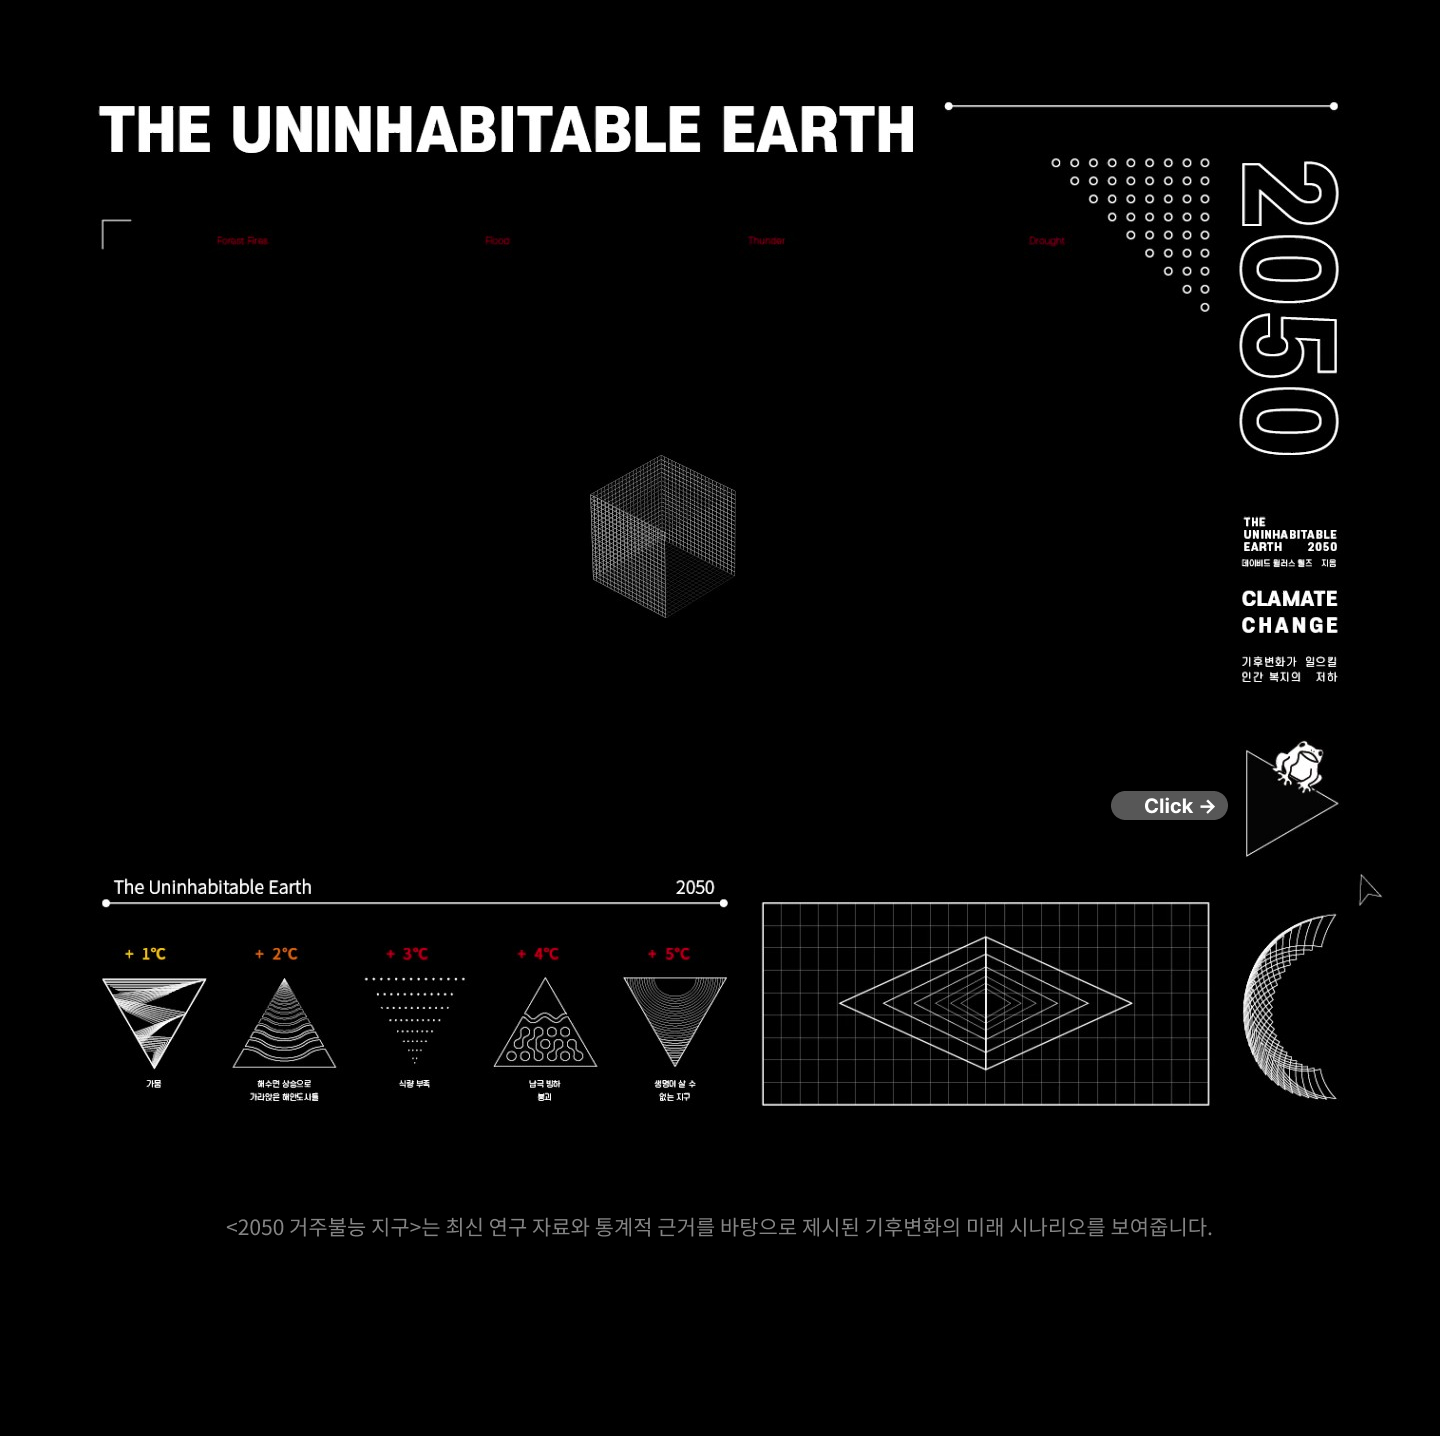 THE UNINHABITABLE EARTH
2050
Forest Fires
Flood
Thunder
Drought
THE
UNINHABITABLE
EARTH 2050
데이비드 월러스 웰즈 지음
CLAMATE
CHANGE
기후변화가 일으킬
인간 복지의 저하
Click →
The Uninhabitable Earth 2050
+ 1℃
가뭄
+ 2℃
해수면 상승으로
가라앉은 해안도시들
+ 3℃
식량 부족
+ 4℃
남극 빙하
붕괴
+ 5℃
생명이 살 수
없는 지구
<2050 거주불능 지구>는 최신 연구 자료와 통계적 근거를 바탕으로 제시된 기후변화의 미래 시나리오를 보여줍니다.